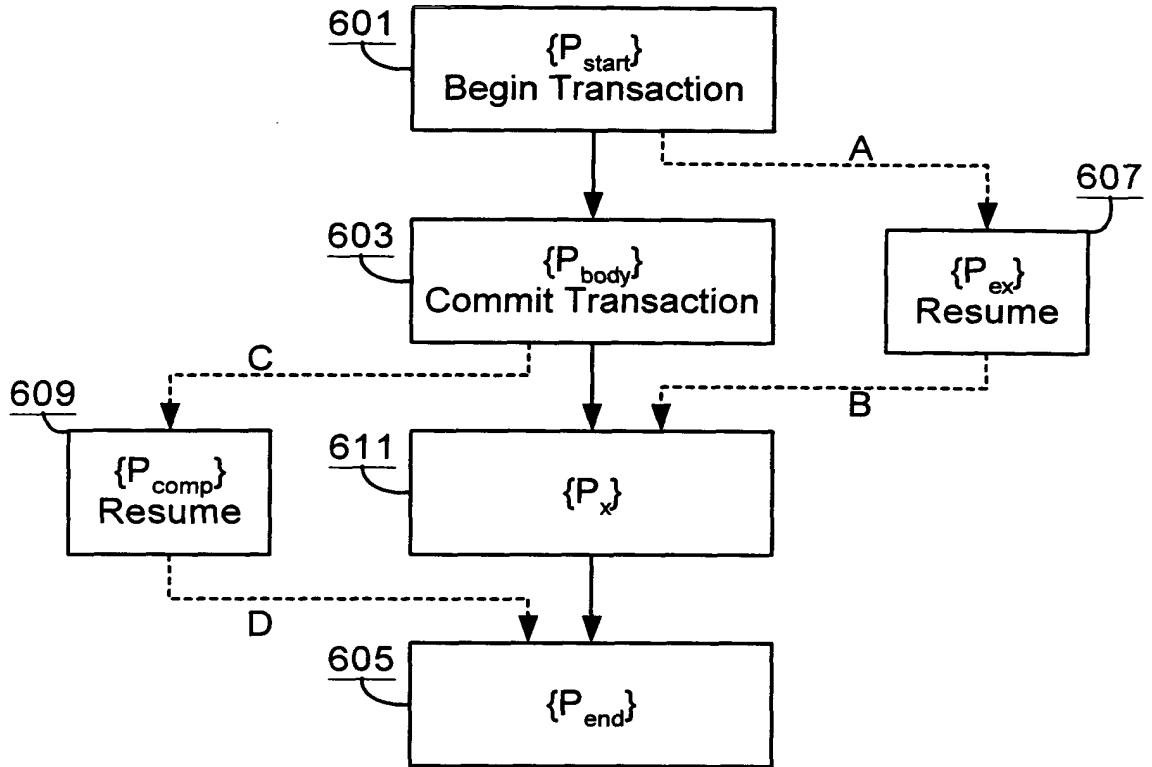 601
{P_start}
Begin Transaction
A
607
603
{P_body}
Commit Transaction
{P_ex}
Resume
C
B
609
611
{P_comp}
Resume
{P_x}
D
605
{P_end}